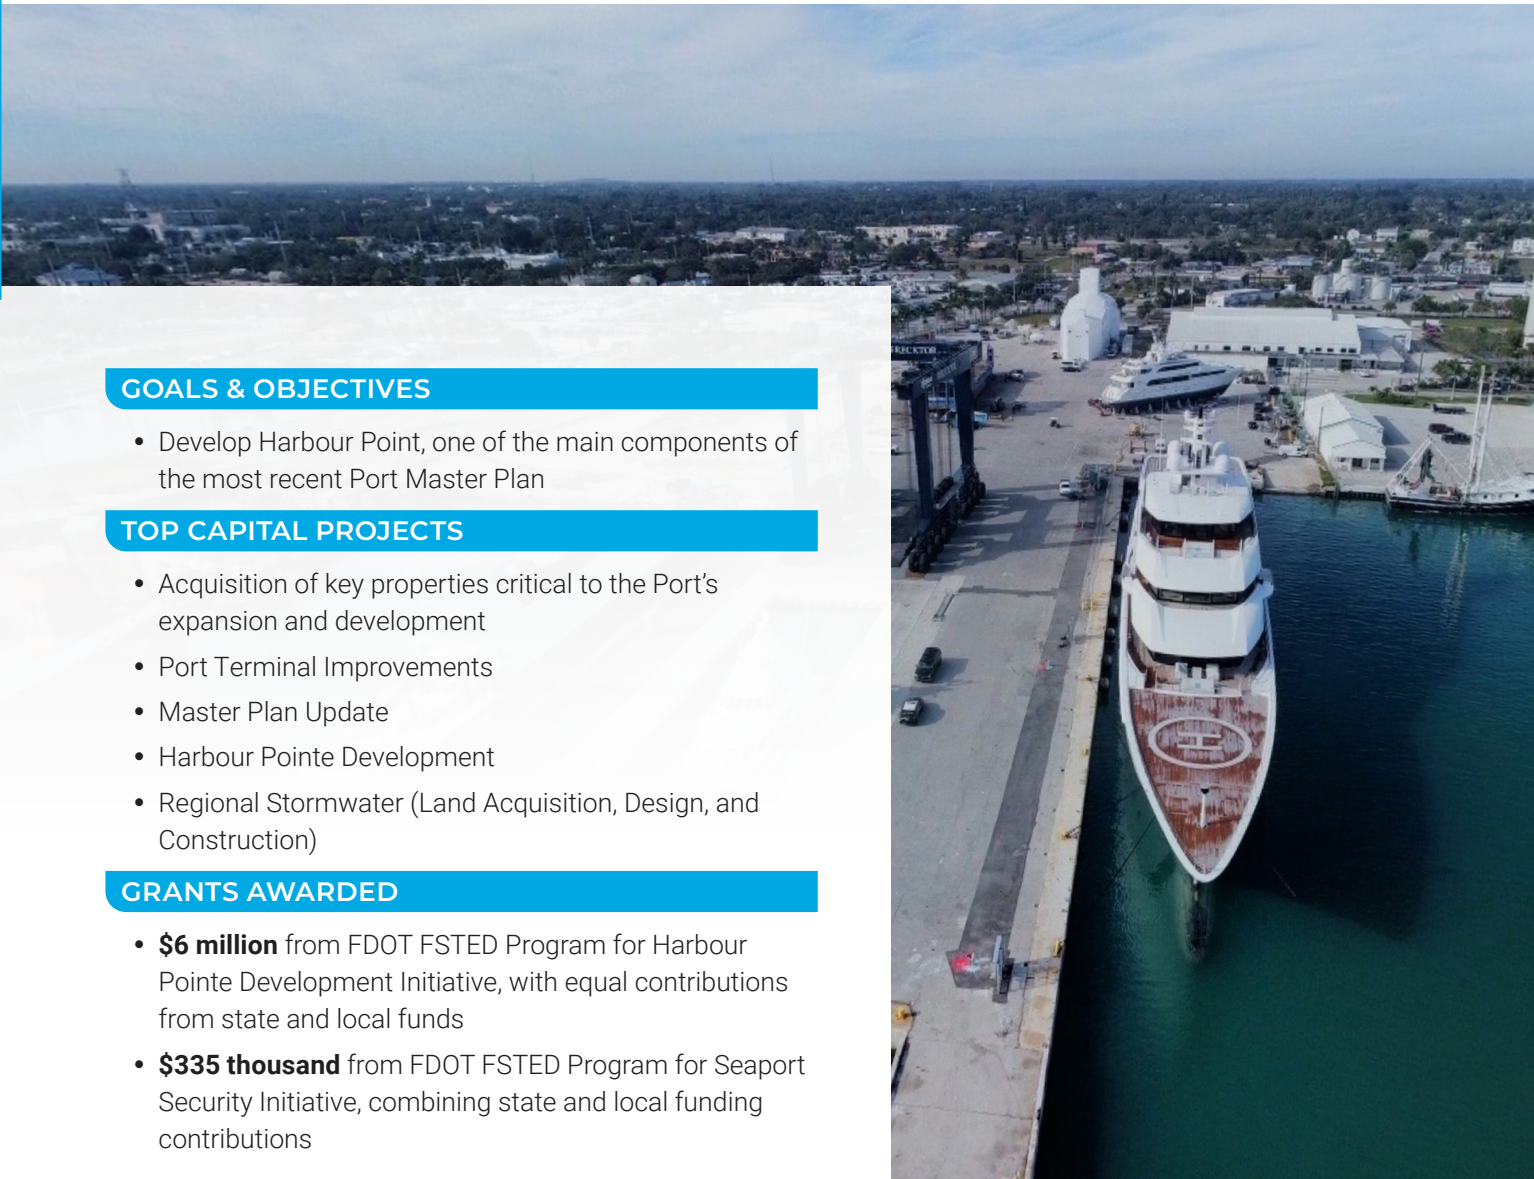 GOALS & OBJECTIVES
• Develop Harbour Point, one of the main components of
the most recent Port Master Plan
TOP CAPITAL PROJECTS
• Acquisition of key properties critical to the Port’s
expansion and development
• Port Terminal Improvements
• Master Plan Update
• Harbour Pointe Development
• Regional Stormwater (Land Acquisition, Design, and
Construction)
GRANTS AWARDED
• $6 million from FDOT FSTED Program for Harbour
Pointe Development Initiative, with equal contributions
from state and local funds
• $335 thousand from FDOT FSTED Program for Seaport
Security Initiative, combining state and local funding
contributions
H